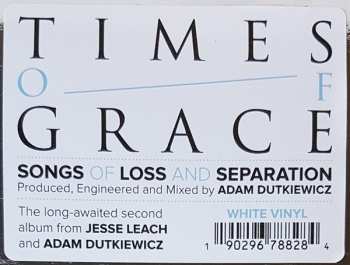 TIMES
OF
GRACE
SONGS OF LOSS AND SEPARATION
Produced, Engineered and Mixed by ADAM DUTKIEWICZ
The long-awaited second
album from JESSE LEACH
and ADAM DUTKIEWICZ
WHITE VINYL
1 90296 78828 4